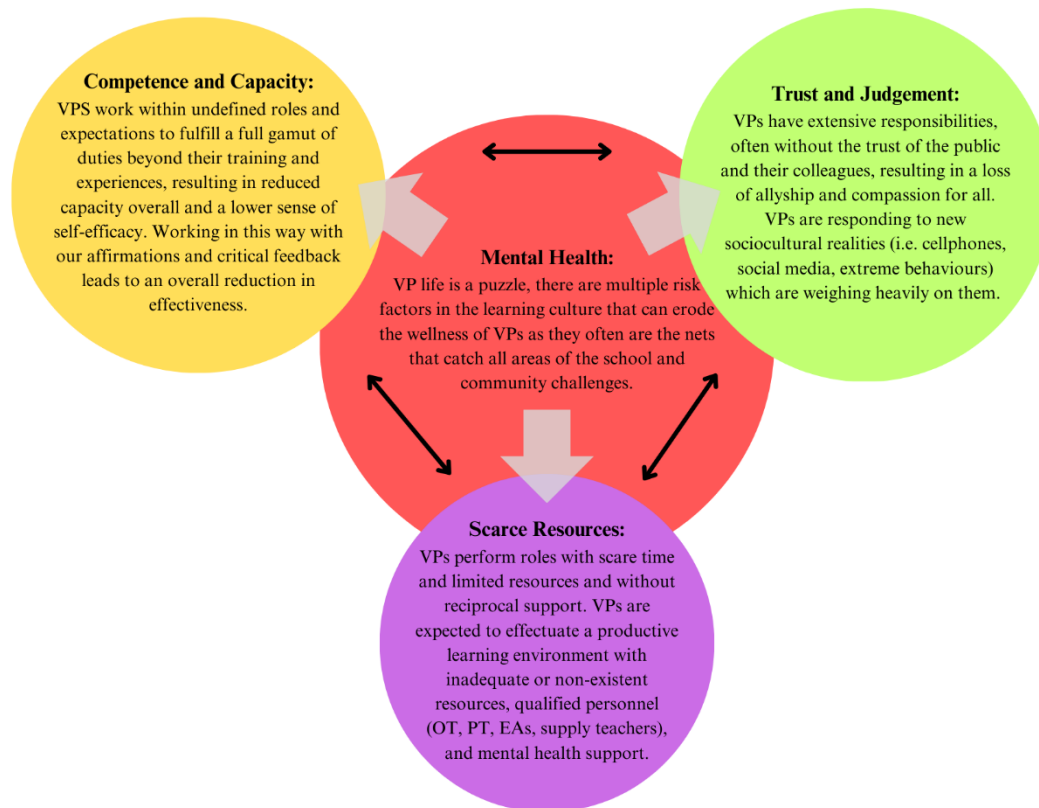 Competence and Capacity:
VPS work within undefined roles and
expectations to fulfill a full gamut of
duties beyond their training and
experiences, resulting in reduced
capacity overall and a lower sense of
self-efficacy. Working in this way with
our affirmations and critical feedback
leads to an overall reduction in
effectiveness.
Trust and Judgement:
VPs have extensive responsibilities,
often without the trust of the public
and their colleagues, resulting in a loss
of allyship and compassion for all.
VPs are responding to new
sociocultural realities (i.e. cellphones,
social media, extreme behaviours)
which are weighing heavily on them.
Mental Health:
VP life is a puzzle, there are multiple risk
factors in the learning culture that can erode
the wellness of VPs as they often are the nets
that catch all areas of the school and
community challenges.
Scarce Resources:
VPs perform roles with scare time
and limited resources and without
reciprocal support. VPs are
expected to effectuate a productive
learning environment with
inadequate or non-existent
resources, qualified personnel
(OT, PT, EAs, supply teachers),
and mental health support.